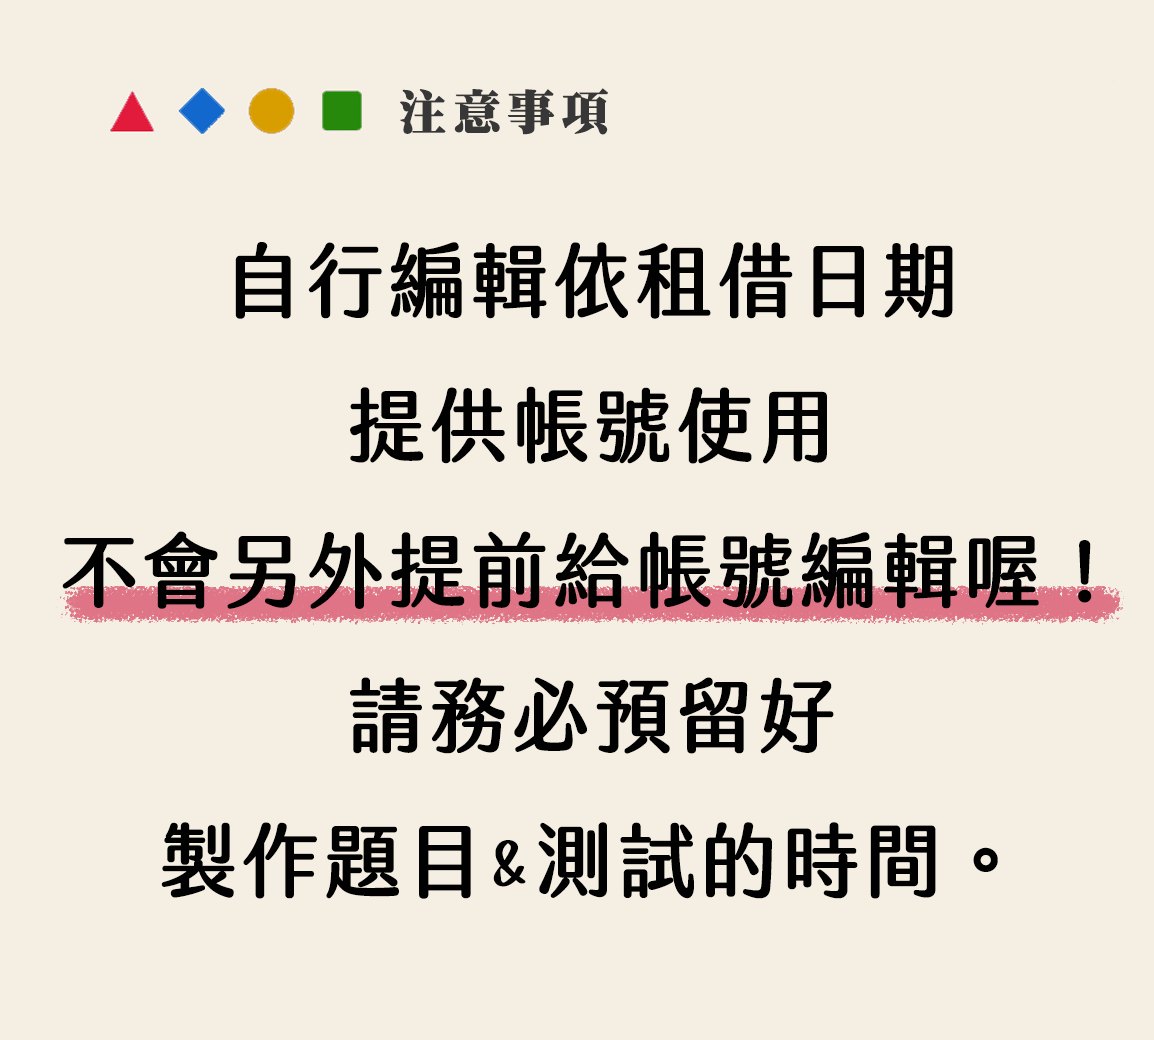 注意事項
自行編輯依租借日期
提供帳號使用
不會另外提前給帳號編輯喔！
請務必預留好
製作題目&測試的時間。